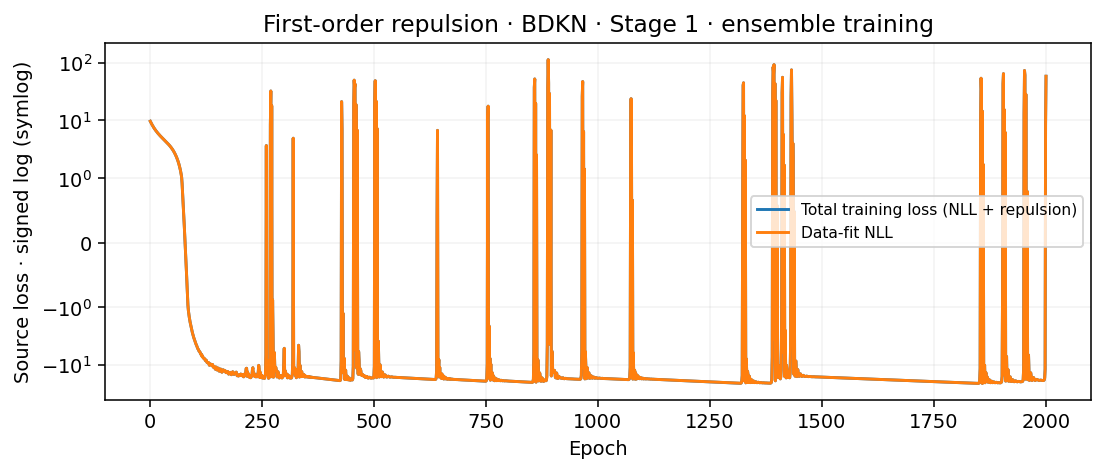 First-order repulsion · BDKN · Stage 1 · ensemble training
Source loss · signed log (symlog)
10²
10¹
10⁰
0
−10⁰
−10¹
Total training loss (NLL + repulsion)
Data-fit NLL
0 250 500 750 1000 1250 1500 1750 2000
Epoch